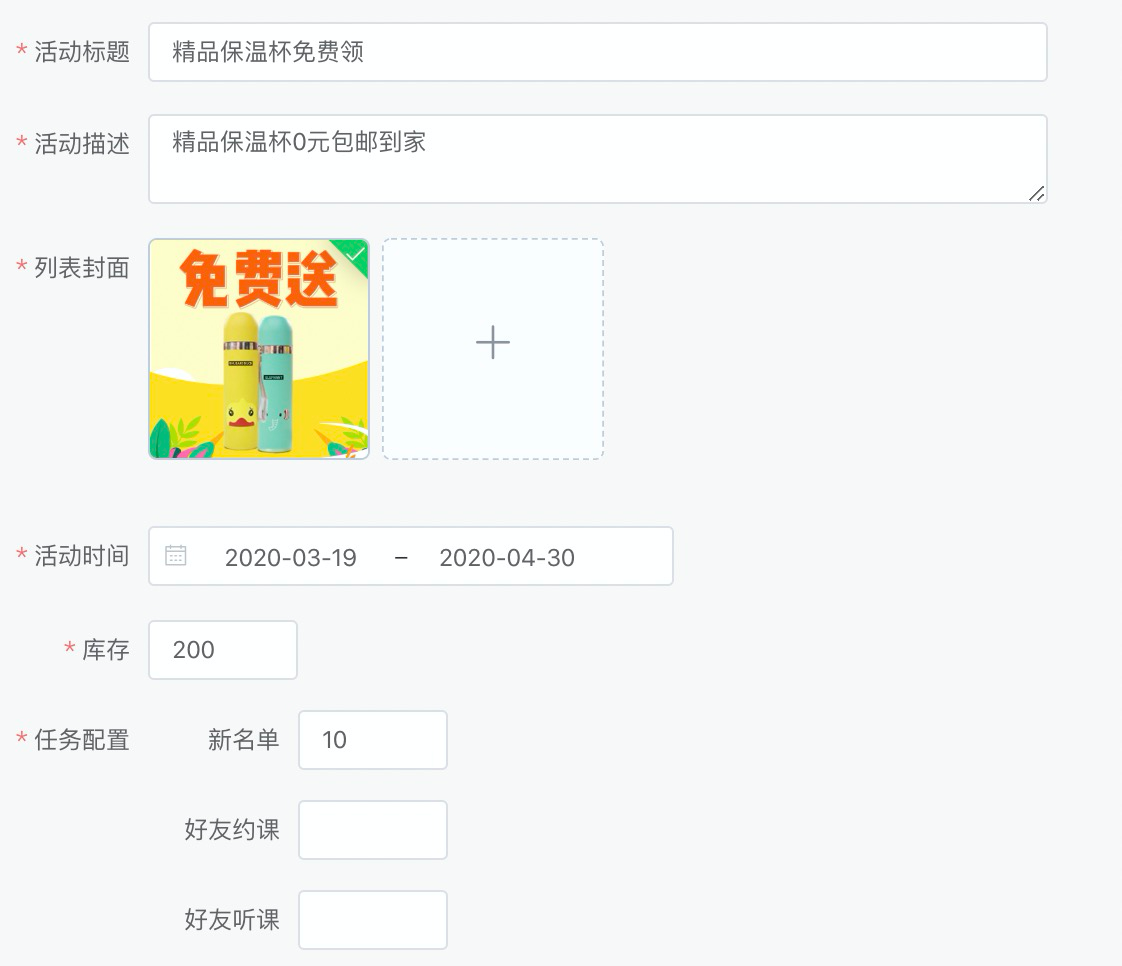 * 活动标题 精品保温杯免费领
* 活动描述 精品保温杯0元包邮到家
* 列表封面
免费送
* 活动时间 2020-03-19 – 2020-04-30
* 库存 200
* 任务配置 新名单 10
好友约课
好友听课